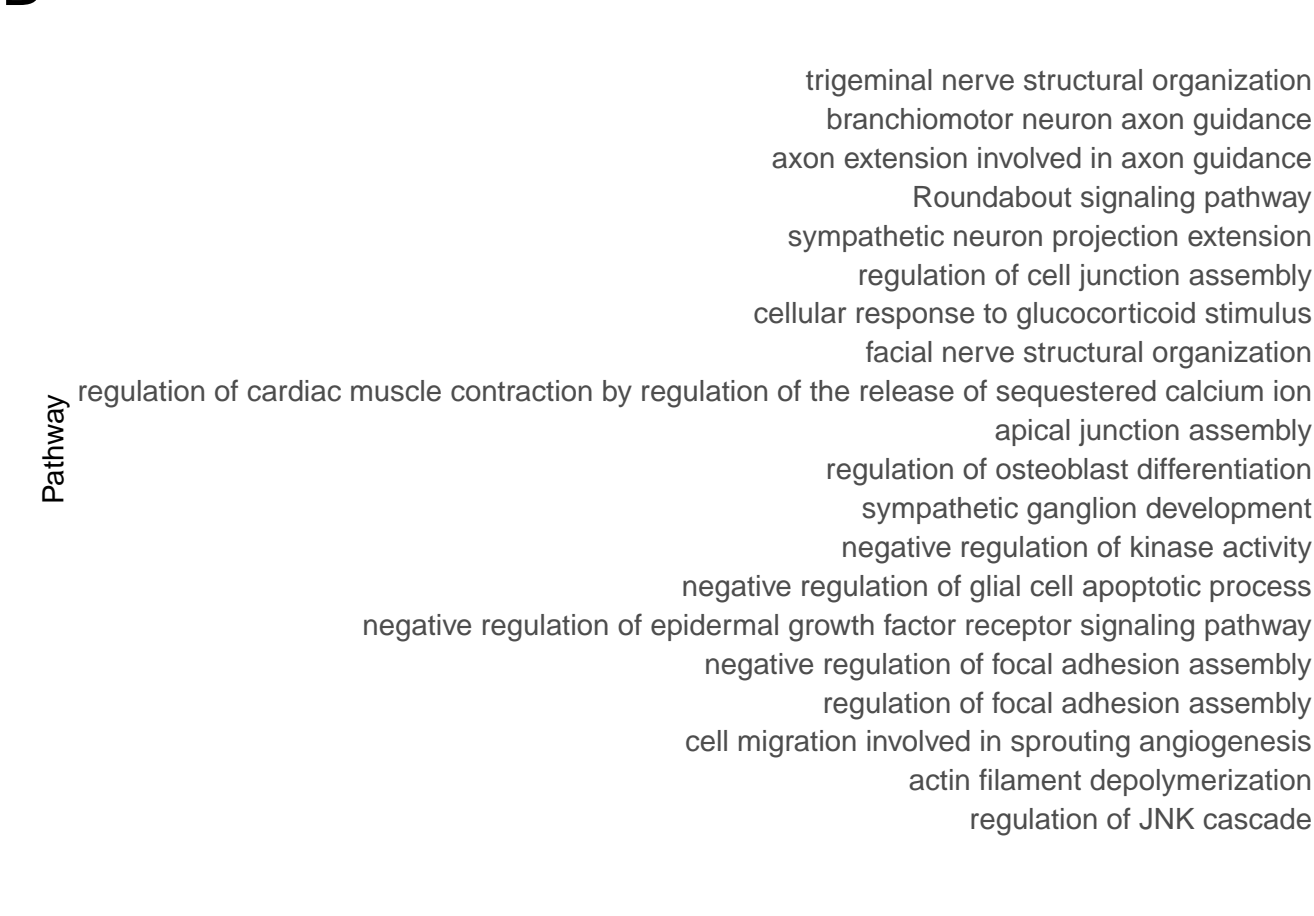 trigeminal nerve structural organization
branchiomotor neuron axon guidance
axon extension involved in axon guidance
Roundabout signaling pathway
sympathetic neuron projection extension
regulation of cell junction assembly
cellular response to glucocorticoid stimulus
facial nerve structural organization
regulation of cardiac muscle contraction by regulation of the release of sequestered calcium ion
apical junction assembly
regulation of osteoblast differentiation
sympathetic ganglion development
negative regulation of kinase activity
negative regulation of glial cell apoptotic process
negative regulation of epidermal growth factor receptor signaling pathway
negative regulation of focal adhesion assembly
regulation of focal adhesion assembly
cell migration involved in sprouting angiogenesis
actin filament depolymerization
regulation of JNK cascade
Pathway